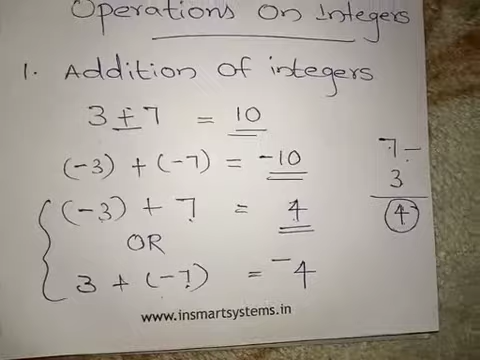 Operations on Integers
1. Addition of integers
3 + 7 = 10
(-3) + (-7) = -10
(-3) + 7 = 4
OR
3 + (-7) = -4
7 -
3
4
www.insmartsystems.in